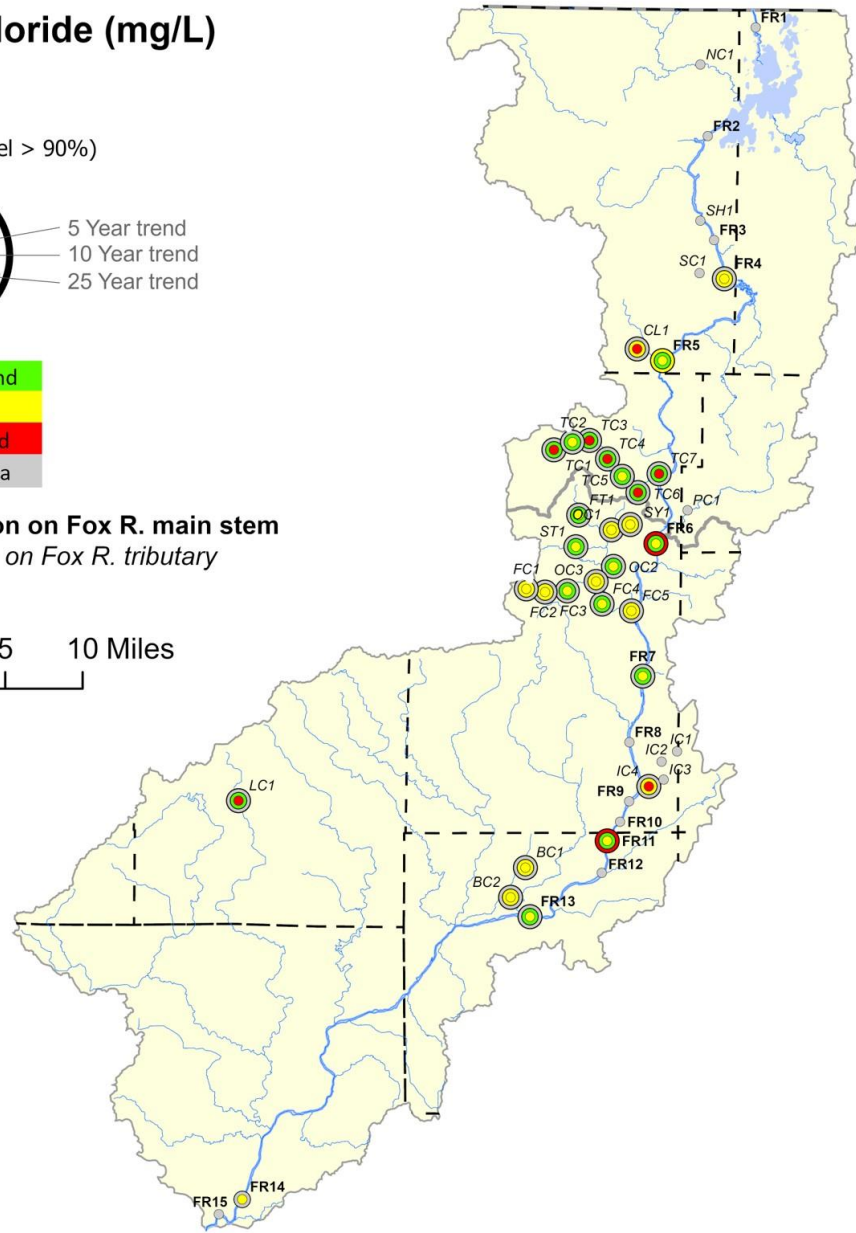 loride (mg/L)
el > 90%)
5 Year trend
10 Year trend
25 Year trend
nd
d
a
on on Fox R. main stem
on Fox R. tributary
5 10 Miles
FR1
NC1
FR2
SH1
FR3
SC1
FR4
CL1
FR5
TC2 TC3
TC4
TC1
TC7
TC5
TC6
FT1
PC1
OC1
SY1
FR6
ST1
OC3
OC2
FC1
FC4
FC5
FC2 FC3
FR7
FR8
IC1
IC2
IC4
IC3
LC1
FR9
FR10
FR11
BC1
FR12
BC2
FR13
FR14
FR15